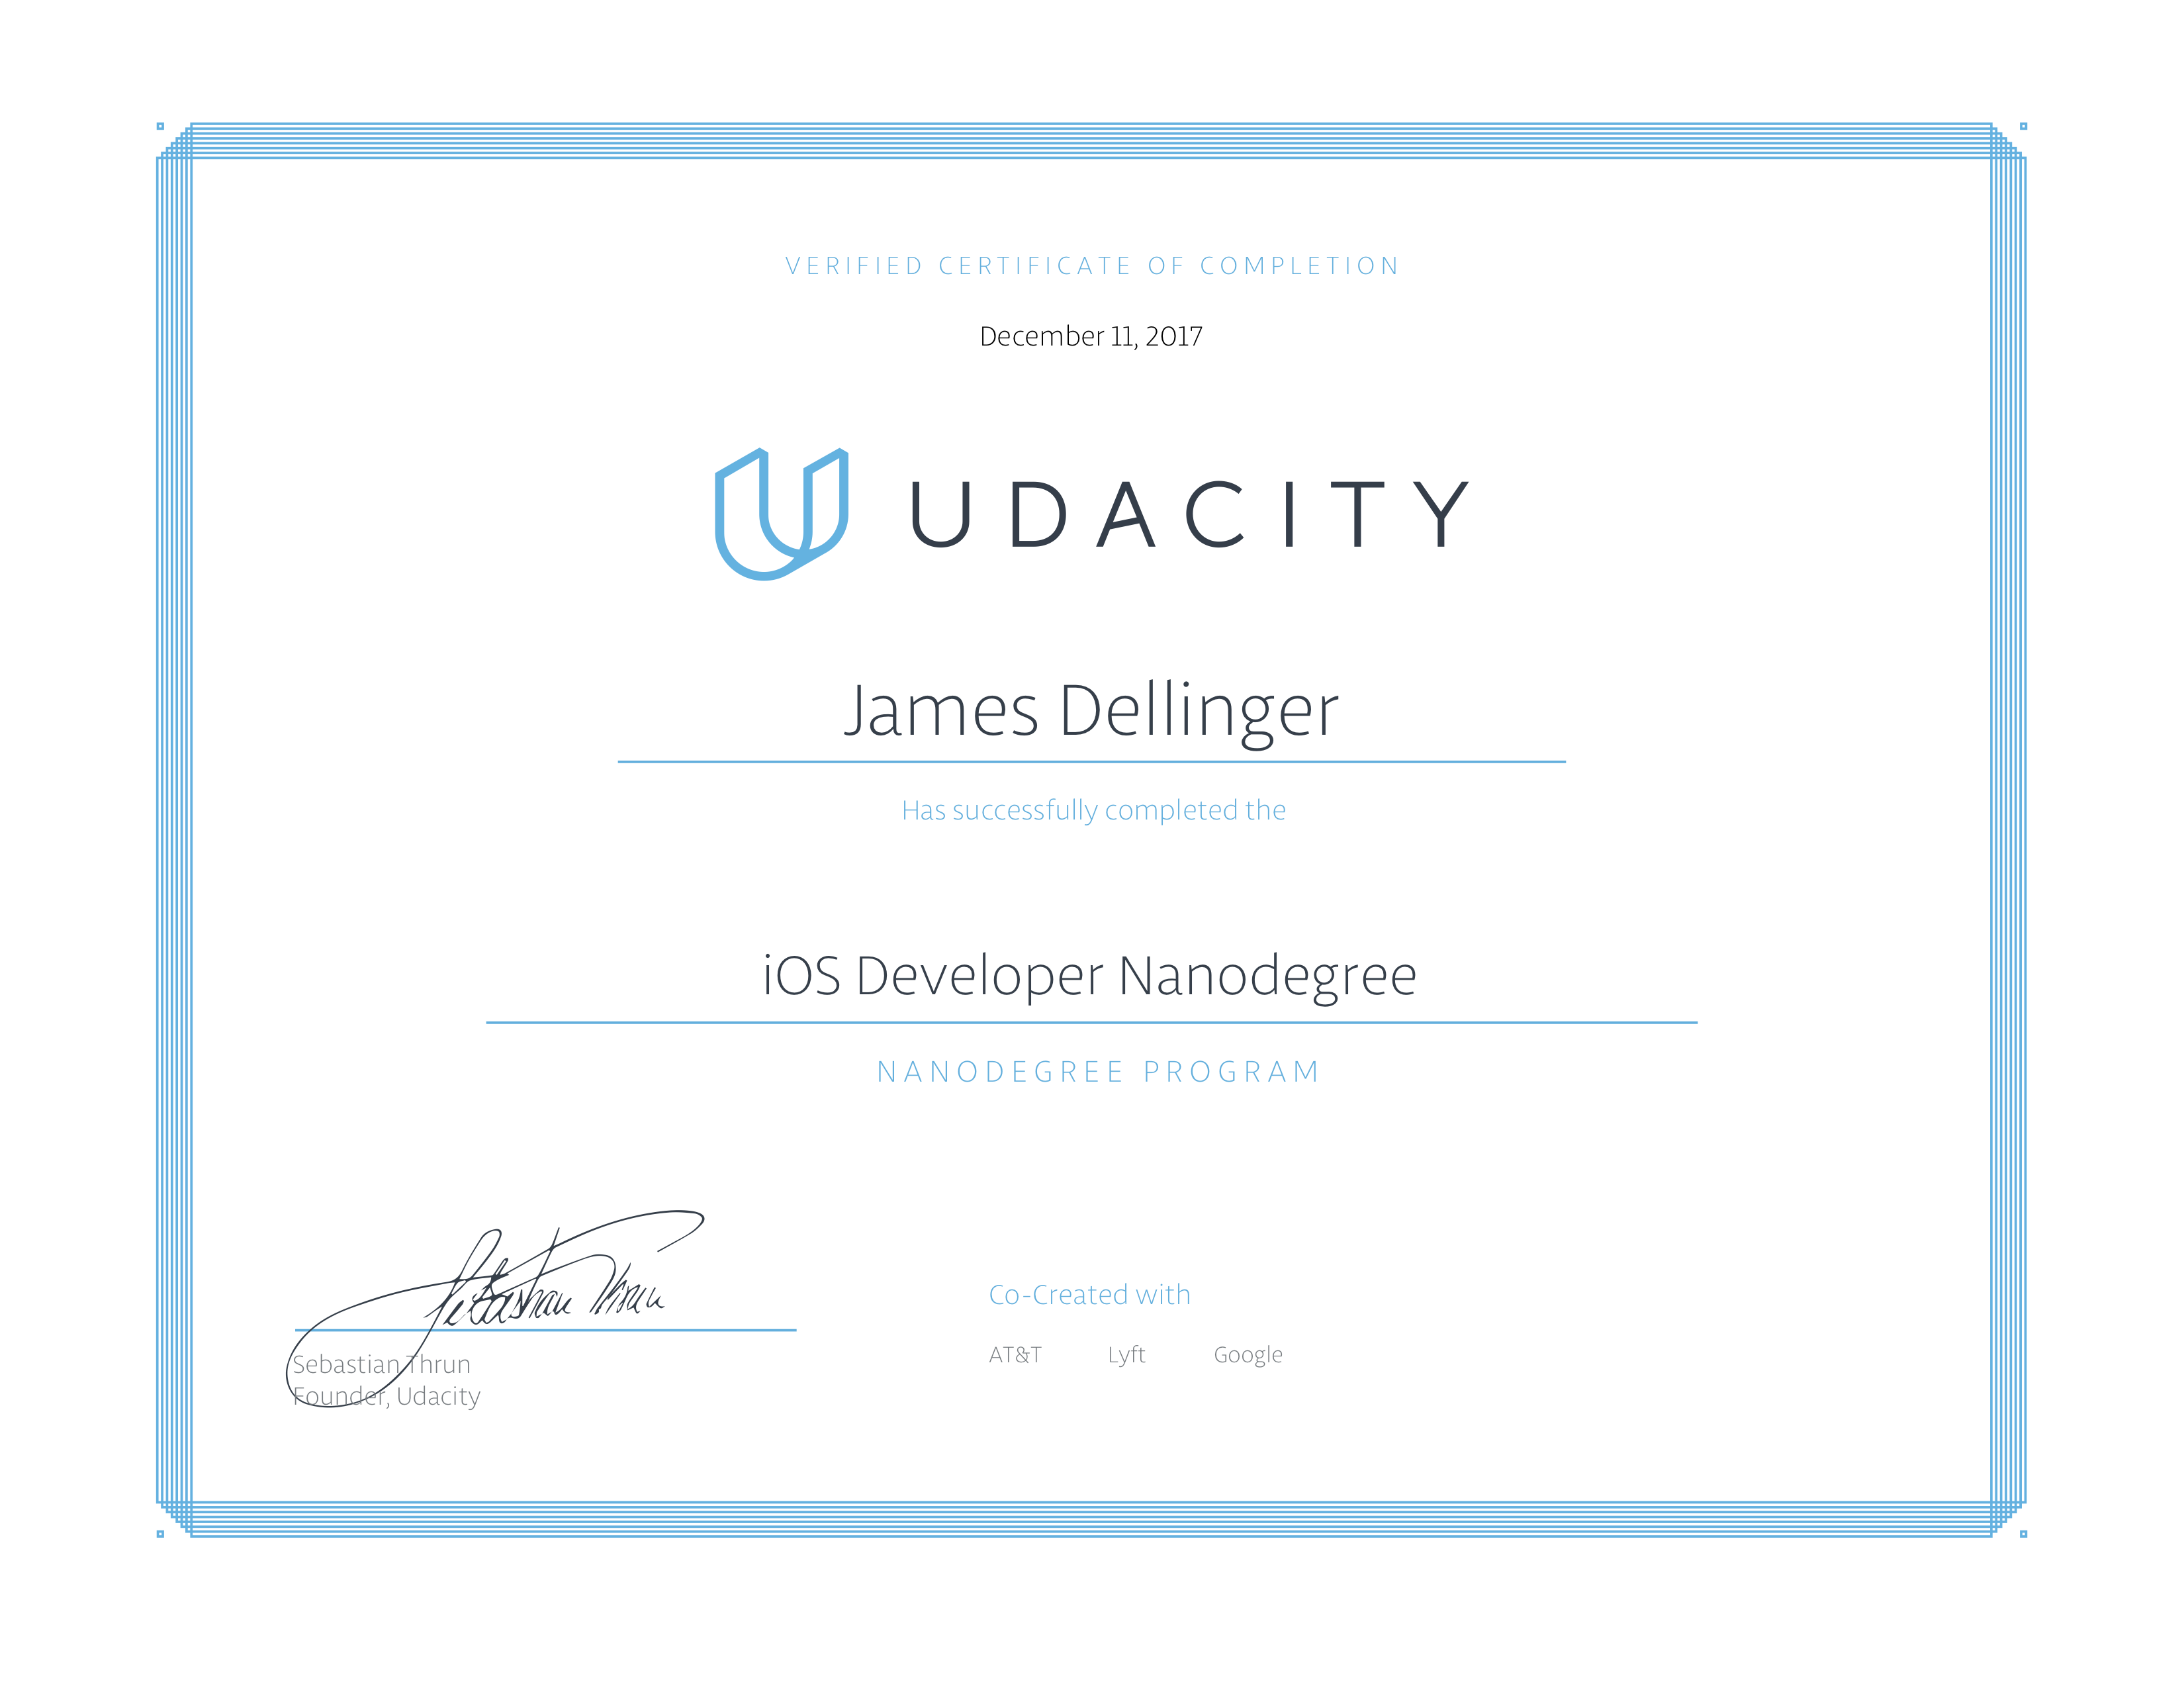 VERIFIED CERTIFICATE OF COMPLETION
December 11, 2017
UDACITY
James Dellinger
Has successfully completed the
iOS Developer Nanodegree
NANODEGREE PROGRAM
Sebastian Thrun
Sebastian Thrun
Founder, Udacity
Co-Created with
AT&T Lyft Google